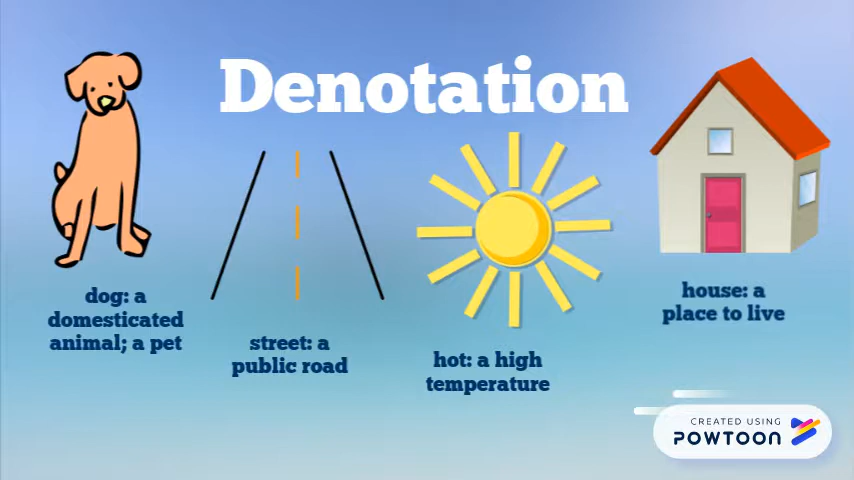 Denotation
dog: a
domesticated
animal; a pet
street: a
public road
hot: a high
temperature
house: a
place to live
CREATED USING
POWTOON